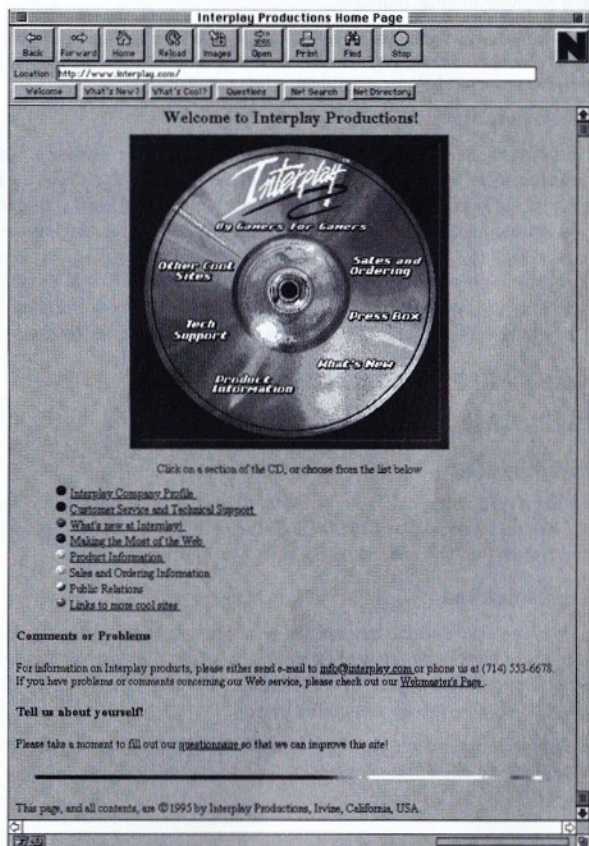 Interplay Productions Home Page
Back Forward Home Reload Images Open Print Find Stop
N
Location: http://www.interplay.com/
Welcome What's New? What's Cool? Questions Net Search Net Directory
Welcome to Interplay Productions!
Interplay
By Gamers For Gamers
Other Cool
Sites
Sales and
Ordering
Press Box
Tech
Support
What's New
Product
Information
Click on a section of the CD, or choose from the list below
Interplay Company Profile
Customer Service and Technical Support
What's new at Interplay!
Making the Most of the Web
Product Information
Sales and Ordering Information
Public Relations
Links to more cool sites
Comments or Problems
For information on Interplay products, please either send e-mail to info@interplay.com or phone us at (714) 553-6678.
If you have problems or comments concerning our Web service, please check out our Webmaster's Page.
Tell us about yourself!
Please take a moment to fill out our questionnaire so that we can improve this site!
This page, and all contents, are ©1995 by Interplay Productions, Irvine, California, USA.